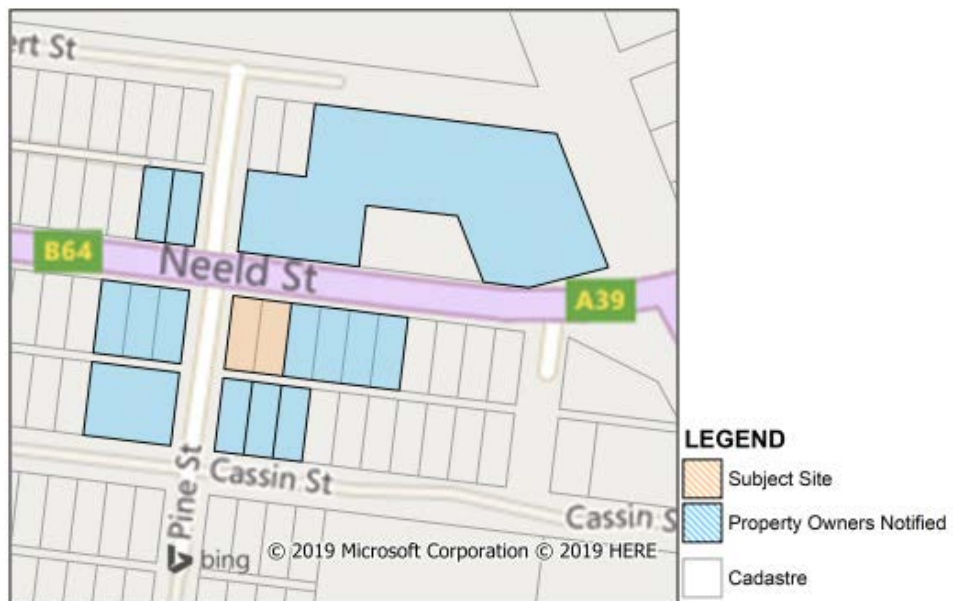 ert St
B64
Neeld St
A39
Pine St
Cassin St
Cassin S
bing
© 2019 Microsoft Corporation © 2019 HERE
LEGEND
Subject Site
Property Owners Notified
Cadastre